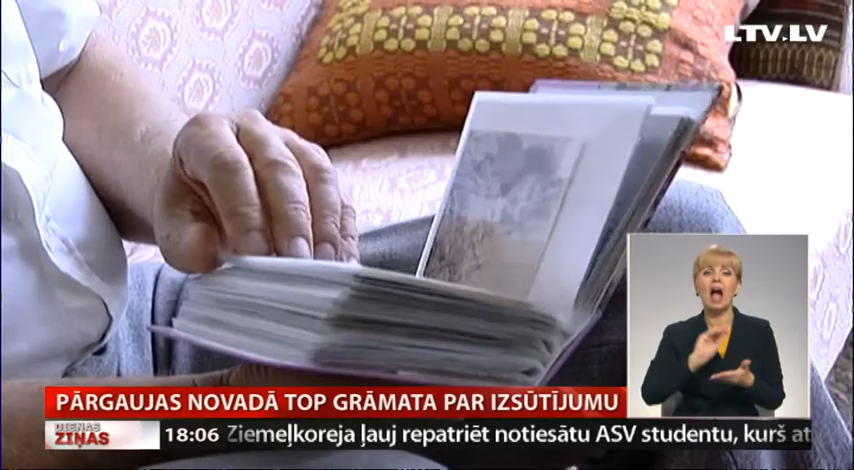 LTV.LV
PĀRGAUJAS NOVADĀ TOP GRĀMATA PAR IZSŪTĪJUMU
DIENAS
ZIŅAS
18:06 Ziemeļkoreja ļauj repatriēt notiesātu ASV studentu, kurš at